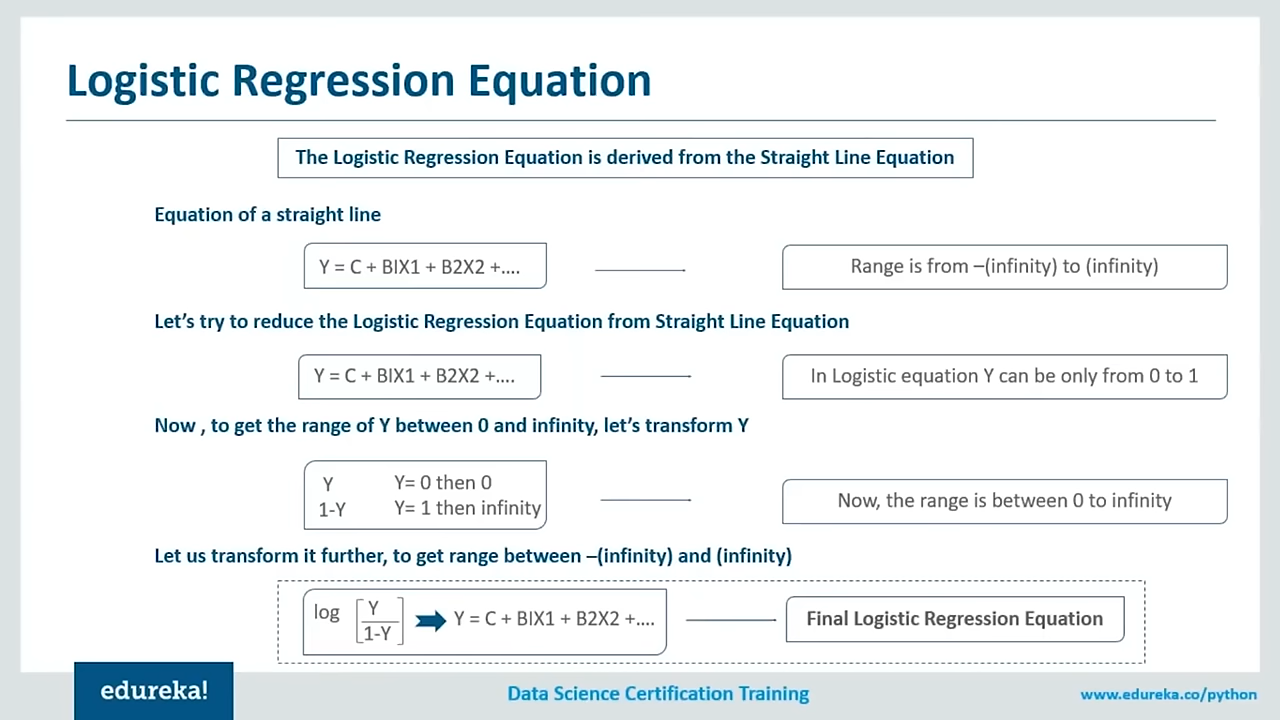 Logistic Regression Equation
The Logistic Regression Equation is derived from the Straight Line Equation
Equation of a straight line
Y = C + BIX1 + B2X2 +....
Range is from –(infinity) to (infinity)
Let’s try to reduce the Logistic Regression Equation from Straight Line Equation
Y = C + BIX1 + B2X2 +....
In Logistic equation Y can be only from 0 to 1
Now , to get the range of Y between 0 and infinity, let’s transform Y
Y Y= 0 then 0
1-Y Y= 1 then infinity
Now, the range is between 0 to infinity
Let us transform it further, to get range between –(infinity) and (infinity)
log [Y
1-Y] Y = C + BIX1 + B2X2 +....
Final Logistic Regression Equation
edureka!
Data Science Certification Training
www.edureka.co/python